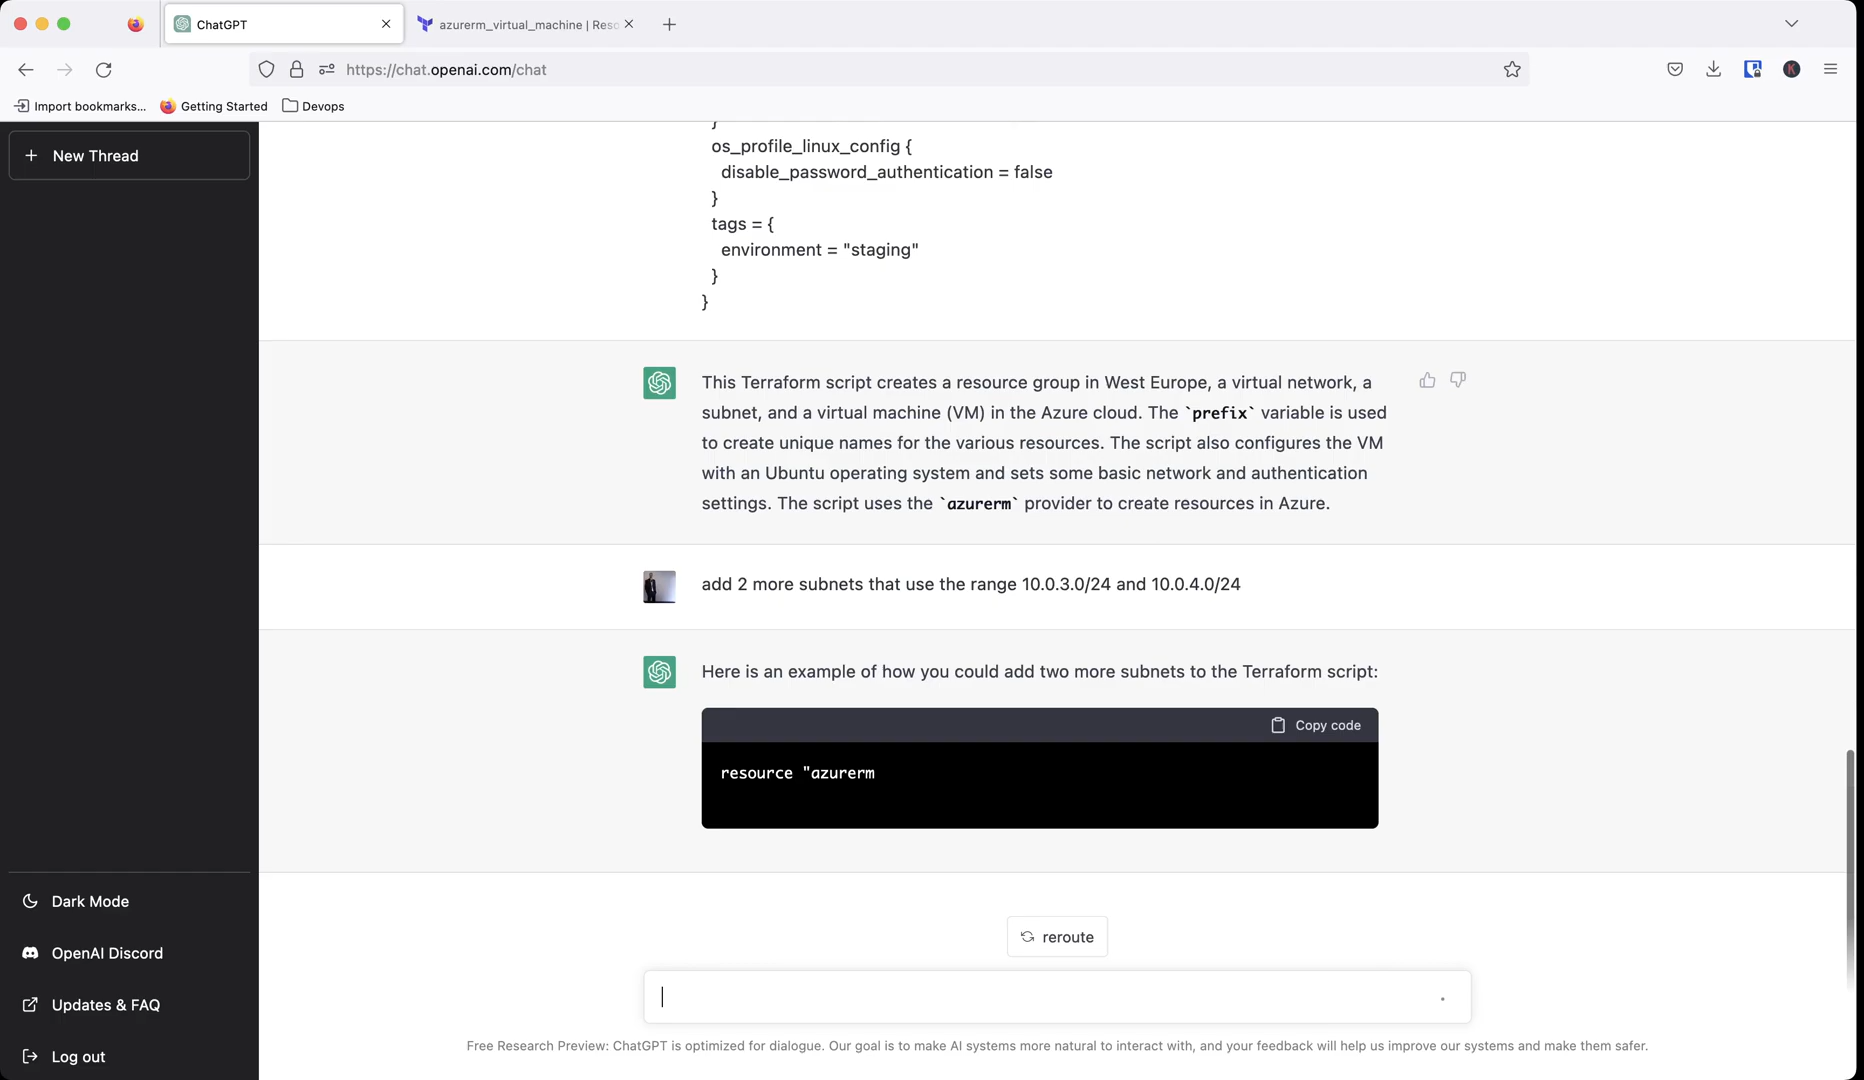 ChatGPT
azurerm_virtual_machine | Reso
https://chat.openai.com/chat
Import bookmarks...
Getting Started
Devops
New Thread
}
os_profile_linux_config {
disable_password_authentication = false
}
tags = {
environment = "staging"
}
}
This Terraform script creates a resource group in West Europe, a virtual network, a
subnet, and a virtual machine (VM) in the Azure cloud. The `prefix` variable is used
to create unique names for the various resources. The script also configures the VM
with an Ubuntu operating system and sets some basic network and authentication
settings. The script uses the `azurerm` provider to create resources in Azure.
add 2 more subnets that use the range 10.0.3.0/24 and 10.0.4.0/24
Here is an example of how you could add two more subnets to the Terraform script:
Copy code
resource "azurerm
Dark Mode
OpenAI Discord
Updates & FAQ
Log out
reroute
Free Research Preview: ChatGPT is optimized for dialogue. Our goal is to make AI systems more natural to interact with, and your feedback will help us improve our systems and make them safer.